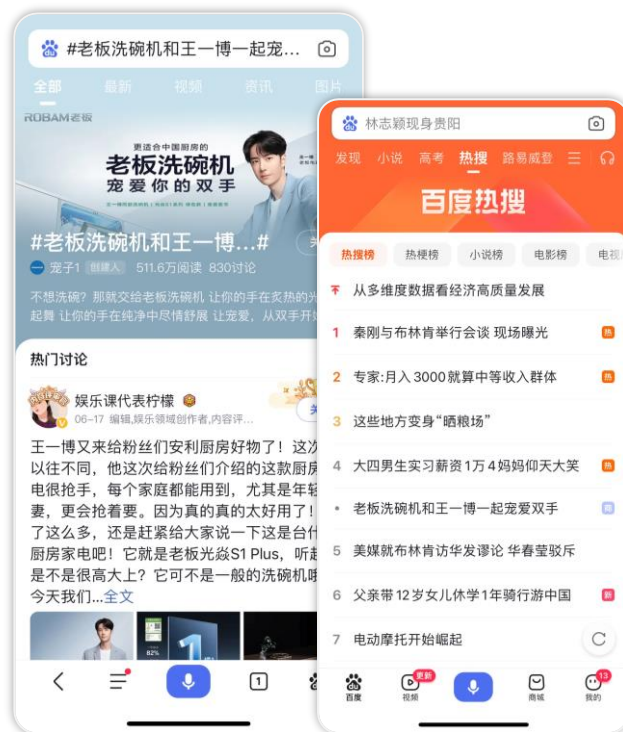 #老板洗碗机和王一博一起宠...
全部 最新 视频 资讯 图片
ROBAM老板
更适合中国厨房的
老板洗碗机
宠爱你的双手
#老板洗碗机和王一博...#
宠子1 创建人 511.6万阅读 830讨论
不想洗碗？那就交给老板洗碗机 让你的手在炙热的光
起舞 让你的手在纯净中尽情舒展 让宠爱，从双手开始
热门讨论
娱乐课代表柠檬
06-17 编辑,娱乐领域创作者,内容评...
王一博又来给粉丝们安利厨房好物了！这次
以往不同，他这次给粉丝们介绍的这款厨房
电很抢手，每个家庭都能用到，尤其是年轻
妻，更会抢着要。因为真的真的太好用了！
了这么多，还是赶紧给大家说一下这是台什
厨房家电吧！它就是老板光焱S1 Plus，听起
是不是很高大上？它可不是一般的洗碗机哦
今天我们...全文
82%
1
林志颖现身贵阳
发现 小说 高考 热搜 路易威登
百度热搜
热搜榜 热梗榜 小说榜 电影榜 电视
从多维度数据看经济高质量发展
1 秦刚与布林肯举行会谈 现场曝光 热
2 专家:月入3000就算中等收入群体 热
3 这些地方变身“晒粮场”
4 大四男生实习薪资1万4妈妈仰天大笑 热
• 老板洗碗机和王一博一起宠爱双手 商
5 美媒就布林肯访华发谬论 华春莹驳斥
6 父亲带12岁女儿休学1年骑行游中国 新
7 电动摩托开始崛起
百度 视频 更新 商城 我的 13